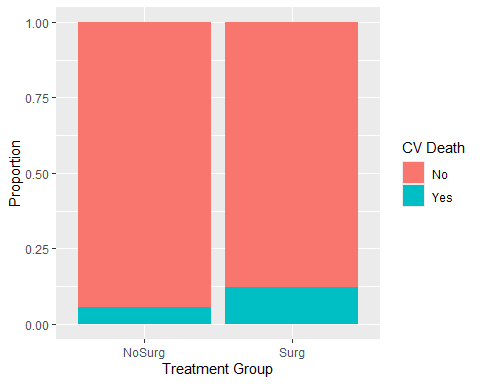 1.00
0.75
0.50
0.25
0.00
Proportion
NoSurg
Surg
Treatment Group
CV Death
No
Yes